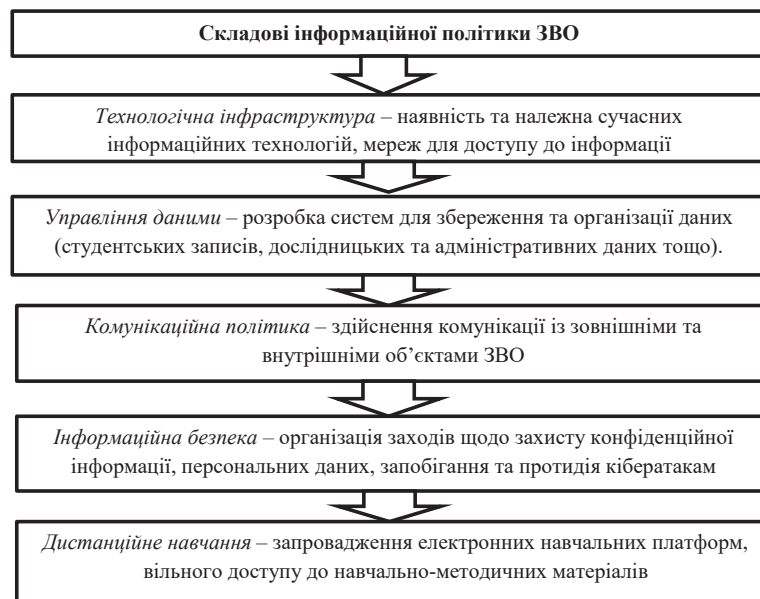 Складові інформаційної політики ЗВО
Технологічна інфраструктура – наявність та належна сучасних
інформаційних технологій, мереж для доступу до інформації
Управління даними – розробка систем для збереження та організації даних
(студентських записів, дослідницьких та адміністративних даних тощо).
Комунікаційна політика – здійснення комунікації із зовнішніми та
внутрішніми об’єктами ЗВО
Інформаційна безпека – організація заходів щодо захисту конфіденційної
інформації, персональних даних, запобігання та протидія кібератакам
Дистанційне навчання – запровадження електронних навчальних платформ,
вільного доступу до навчально-методичних матеріалів